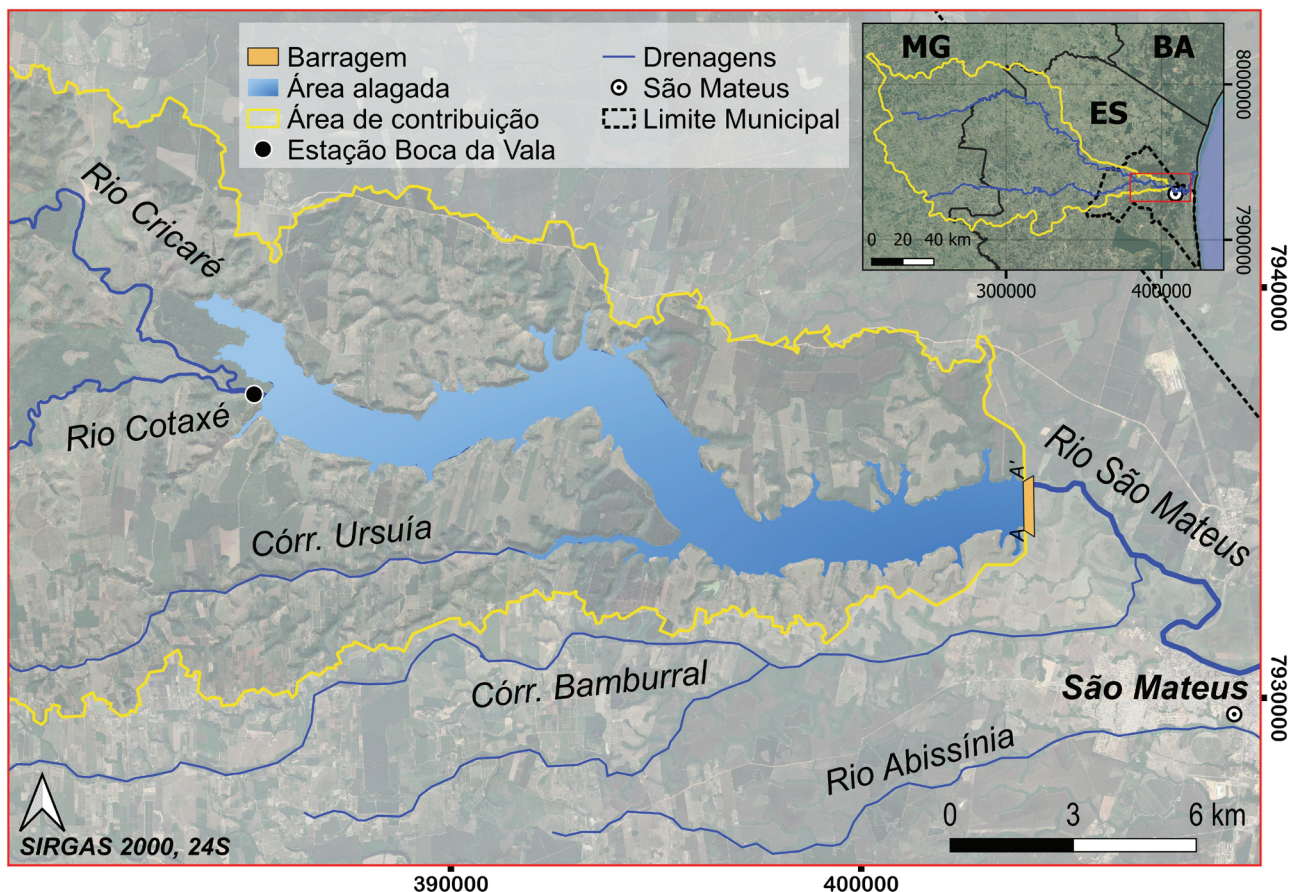 Barragem
Área alagada
Área de contribuição
Estação Boca da Vala
Drenagens
São Mateus
Limite Municipal
MG
BA
ES
8000000
7900000
0 20 40 km
300000
400000
Rio Cricaré
Rio Cotaxé
7940000
A'
A
Rio São Mateus
Córr. Ursuía
Córr. Bamburral
São Mateus
7930000
Rio Abissínia
0 3 6 km
SIRGAS 2000, 24S
390000
400000